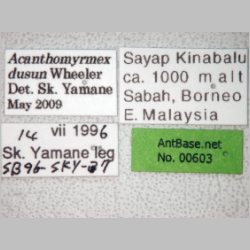 Acanthomyrmex
dusun Wheeler
Det. Sk. Yamane
May 2009
Sayap Kinabalu
ca. 1000 m alt
Sabah, Borneo
E. Malaysia
14 vii 1996
Sk. Yamane leg
SB96-SKY-37
AntBase.net
No. 00603